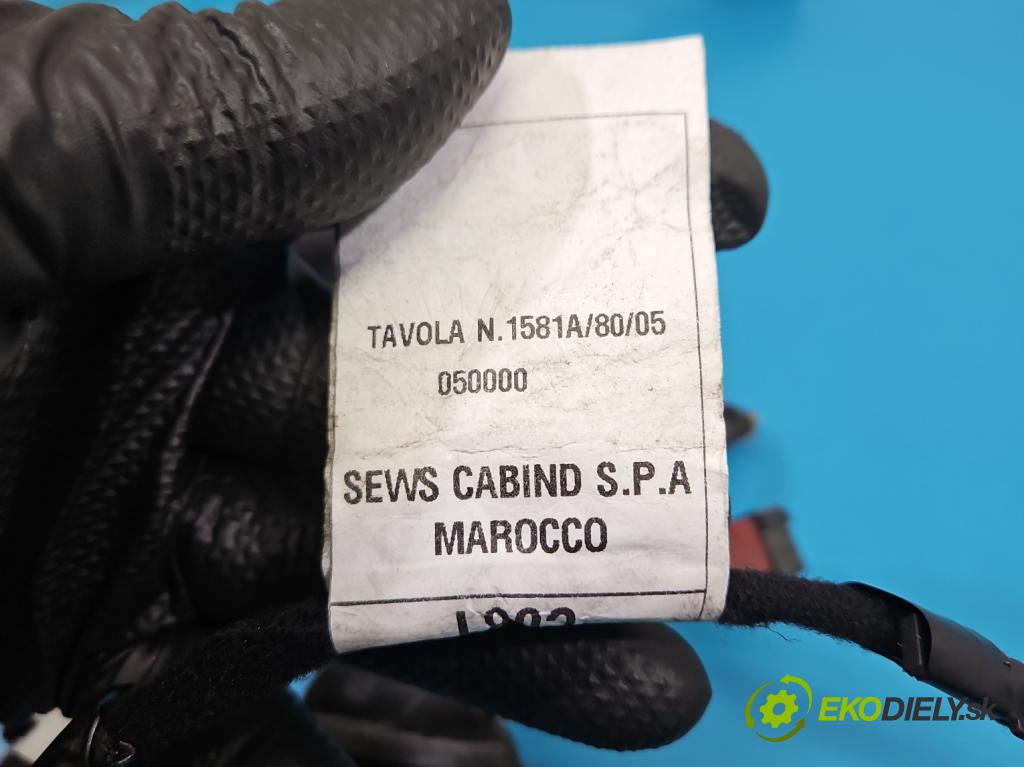 TAVOLA N.1581A/80/05
050000
SEWS CABIND S.P.A
MAROCCO
EKODIELY.SK